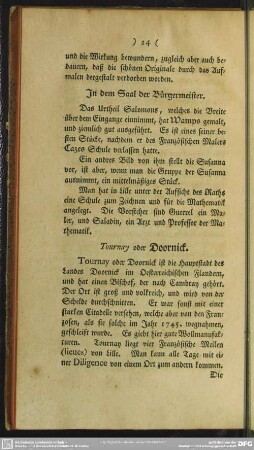 ) 14 (
und die Wirkung bewundern, zugleich aber auch be-
dauern, daß die schönen Originale durch das Auf-
malen dergestalt verdorben werden.
In dem Saal der Bürgermeister.
Das Urtheil Salomons, welches die Breite
über dem Eingange einnimmt, hat Wamps gemalt,
und ziemlich gut ausgeführt. Es ist eines seiner be-
sten Stücke, nachdem er des Französischen Malers
Cazes Schule verlassen hatte.
Ein andres Bild von ihm stellt die Susanna
vor, ist aber, wenn man die Gruppe der Susanna
ausnimmt, ein mittelmäßiges Stück.
Man hat in Lille unter der Aufsicht des Raths
eine Schule zum Zeichnen und für die Mathematik
angelegt. Die Vorsteher sind Gueret ein Ma-
ler, und Saladin, ein Arzt und Professor der Ma-
thematik.
Tournay oder Doornick.
Tournay oder Doornick ist die Hauptstadt des
Landes Doornick im Oestereichischen Flandern,
und hat einen Bischof, der nach Cambray gehört.
Der Ort ist groß und volkreich, und wird von der
Schelde durchschnitten. Er war sonst mit einer
starken Citadelle versehen, welche aber von den Fran-
zosen, als sie solche im Jahr 1745. wegnahmen,
geschleift wurde. Es giebt hier gute Wollmanufak-
turen. Tournay liegt vier Französische Meilen
(lieues) von Lille. Man kann alle Tage mit ei-
ner Diligence von einem Ort zum andern kommen.
Die